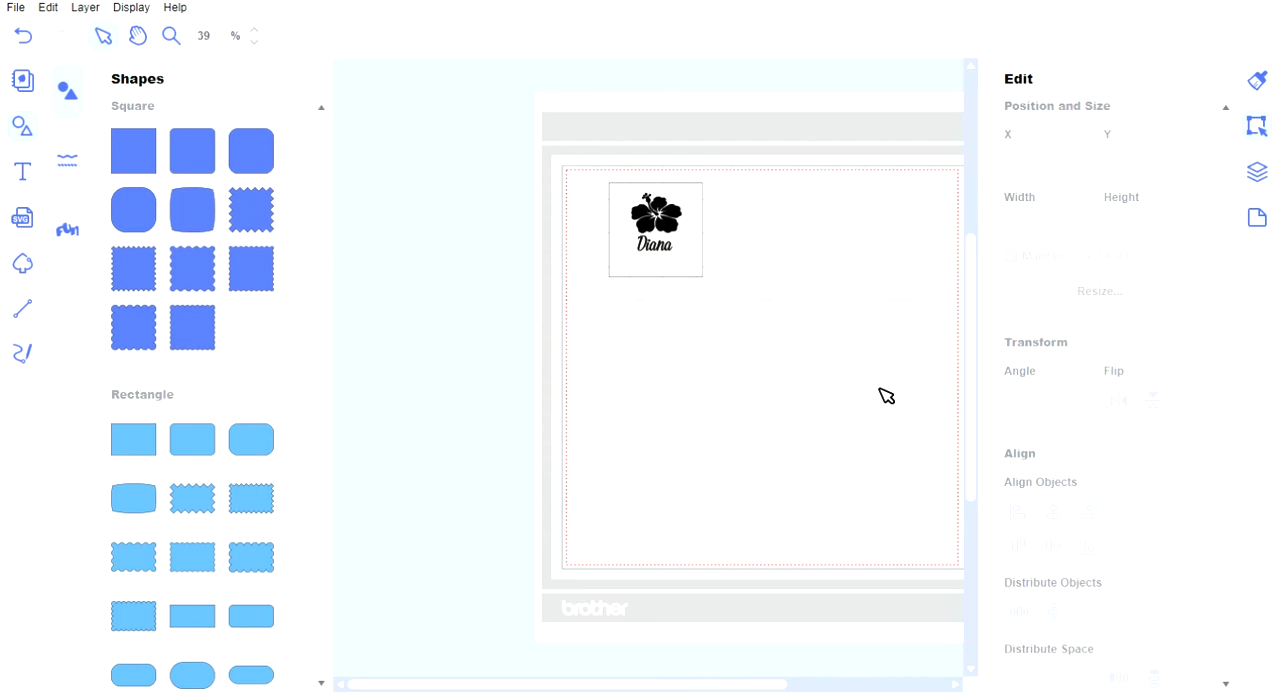 File Edit Layer Display Help
39 %
Shapes
Square
Rectangle
SVG
Diana
brother
Edit
Position and Size
X Y
Width Height
Resize...
Transform
Angle Flip
Align
Align Objects
Distribute Objects
Distribute Space